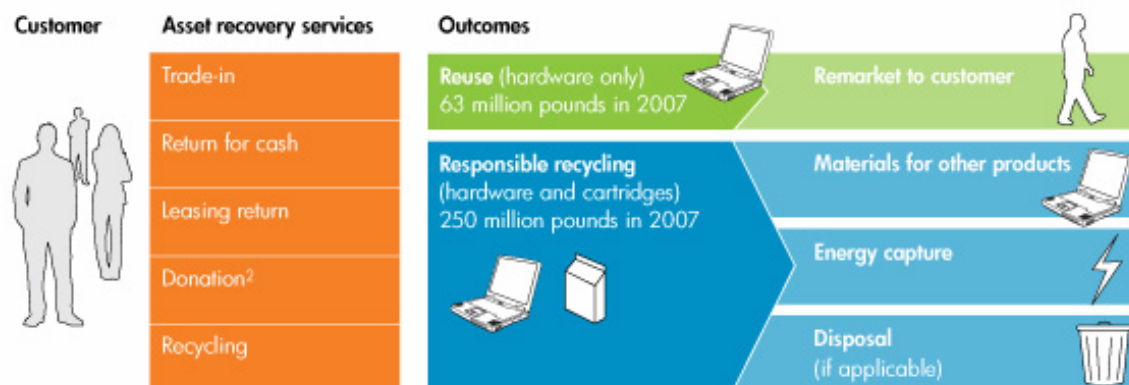 Customer
Asset recovery services
Outcomes
Trade-in
Return for cash
Leasing return
Donation²
Recycling
Reuse (hardware only)
63 million pounds in 2007
Remarket to customer
Responsible recycling
(hardware and cartridges)
250 million pounds in 2007
Materials for other products
Energy capture
Disposal
(if applicable)